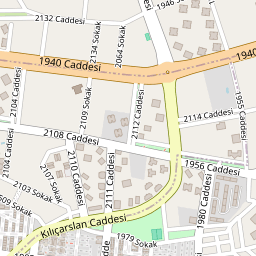 1946 So
2132 Caddesi
2134 Sokak
2064 Sokak
1940 Caddesi
1940
2104 Caddesi
2109 Sokak
2112 Caddesi
1955 Caddesi
2114 Caddesi
2108 Caddesi
2104 Caddesi
2110 Caddesi
2111 Caddesi
1956 Caddesi
2107 Sokak
2103 Sokak
1980 Caddesi
Kılıçarslan Caddesi
dde
1979 Sokak